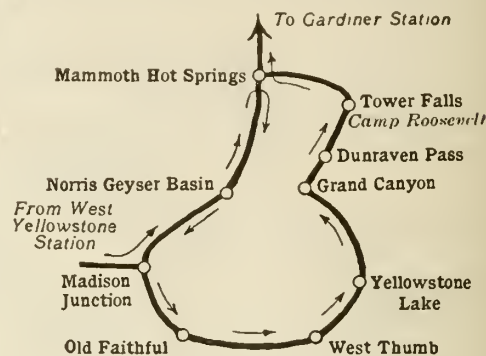 To Gardiner Station
Mammoth Hot Springs
Tower Falls
Camp Roosevelt
Dunraven Pass
Norris Geyser Basin
Grand Canyon
From West
Yellowstone
Station
Madison
Junction
Yellowstone
Lake
Old Faithful
West Thumb